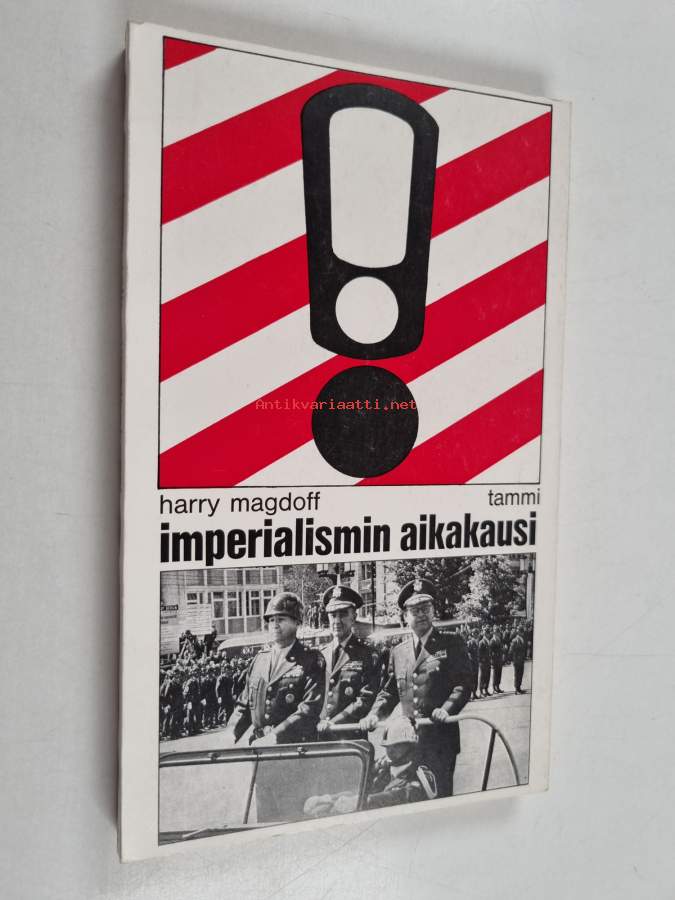 Antikvariaatti.net
harry magdoff tammi
imperialismin aikakausi